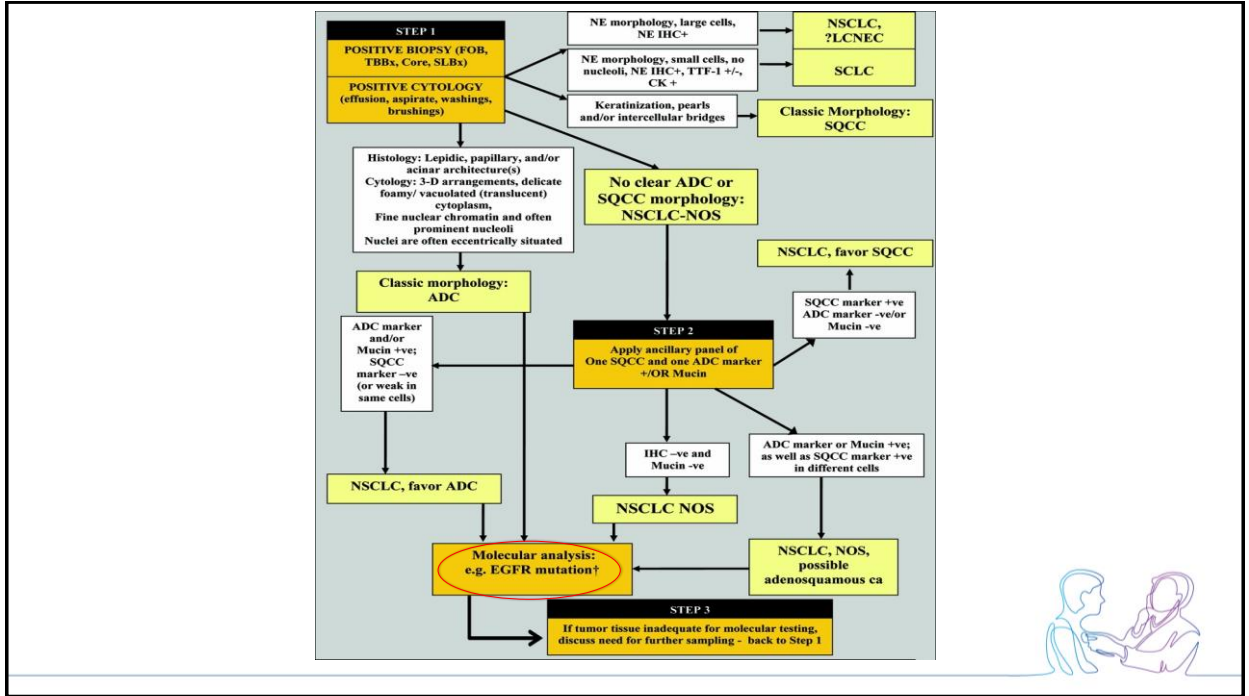 STEP 1
POSITIVE BIOPSY (FOB,
TBBx, Core, SLBx)
POSITIVE CYTOLOGY
(effusion, aspirate, washings,
brushings)
NE morphology, large cells,
NE IHC+
NSCLC,
?LCNEC
NE morphology, small cells, no
nucleoli, NE IHC+, TTF-1 +/-,
CK +
SCLC
Keratinization, pearls
and/or intercellular bridges
Classic Morphology:
SQCC
Histology: Lepidic, papillary, and/or
acinar architecture(s)
Cytology: 3-D arrangements, delicate
foamy/ vacuolated (translucent)
cytoplasm,
Fine nuclear chromatin and often
prominent nucleoli
Nuclei are often eccentrically situated
No clear ADC or
SQCC morphology:
NSCLC-NOS
NSCLC, favor SQCC
Classic morphology:
ADC
SQCC marker +ve
ADC marker -ve/or
Mucin -ve
ADC marker
and/or
Mucin +ve;
SQCC
marker –ve
(or weak in
same cells)
STEP 2
Apply ancillary panel of
One SQCC and one ADC marker
+/OR Mucin
IHC –ve and
Mucin -ve
ADC marker or Mucin +ve;
as well as SQCC marker +ve
in different cells
NSCLC, favor ADC
NSCLC NOS
Molecular analysis:
e.g. EGFR mutation†
NSCLC, NOS,
possible
adenosquamous ca
STEP 3
If tumor tissue inadequate for molecular testing,
discuss need for further sampling - back to Step 1